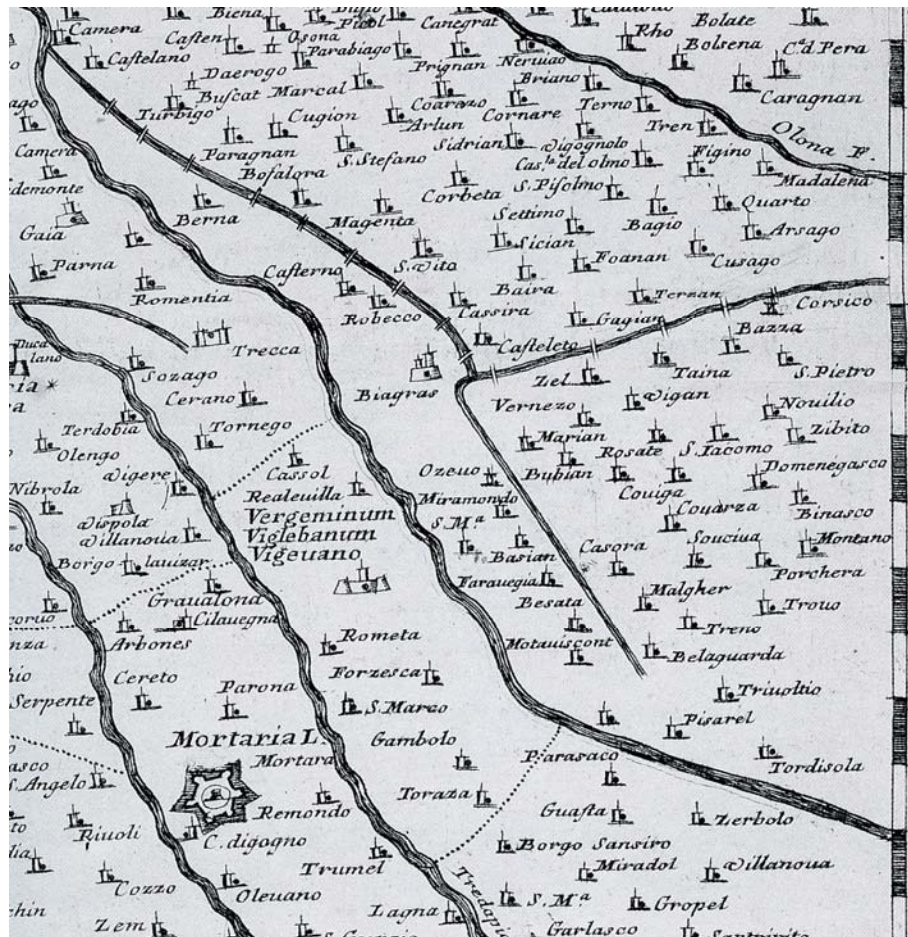 Camera
Biena
Casten
Osona
Canegrat
Rho
Bolate
Castelano
Parabiago
Prignan
Neruiao
Bolsena
C.ª d. Pera
Daerogo
Briano
Buscat
Marcal
Coarezo
Cornare
Terno
Caragnan
Turbigo
Cugion
Arlun
Tren
Olona F.
Camera
Paragnan
S. Stefano
Sidrian
Vigognolo
Figino
Bosalora
Cas.ᵗᵃ del olmo
Madalena
Corbeta
S. Pisolmo
Quarto
Gaia
Berna
Magenta
Settimo
Bagio
Arsago
Sician
Parna
Casterno
S. Vito
Foanan
Cusago
Romentia
Baira
Robecco
Cassira
Terzan
Corsico
Gagian
Trecca
Casteleto
Bazza
Sozago
Biagras
Zel
Taina
S. Pietro
Cerano
Vernezo
Vigan
Nouilio
Terdobia
Tornego
Marian
Zibito
Olengo
Rosate
S. Iacomo
Vigere
Cassol
Ozeuo
Bubian
Domenegasco
Nibrola
Realeuilla
Miramondo
Couiga
Vispola
Vergeminum
S. Mª
Couarza
Binasco
Villanoua
Viglebanum
Basian
Casora
Souciua
Montano
Borgo lauizar
Vigeuano
Farauegia
Porchera
Graualona
Besata
Malgher
Trouo
Cilauegna
Treno
Arbones
Rometa
Motauiscont
Belaguarda
Cereto
Forzesca
Triuoltio
Serpente
Parona
S. Marco
Pisarel
Mortaria L.
Gambolo
Parasaco
Tordisola
Mortara
S. Angelo
Toraza
Guasta
Zerbolo
Remondo
Riuoli
C. digogno
Borgo Sansiro
Trumel
Miradol
Villanoua
Cozzo
Oleuano
S. Mª
Gropel
Zem
Lagna
Garlasco